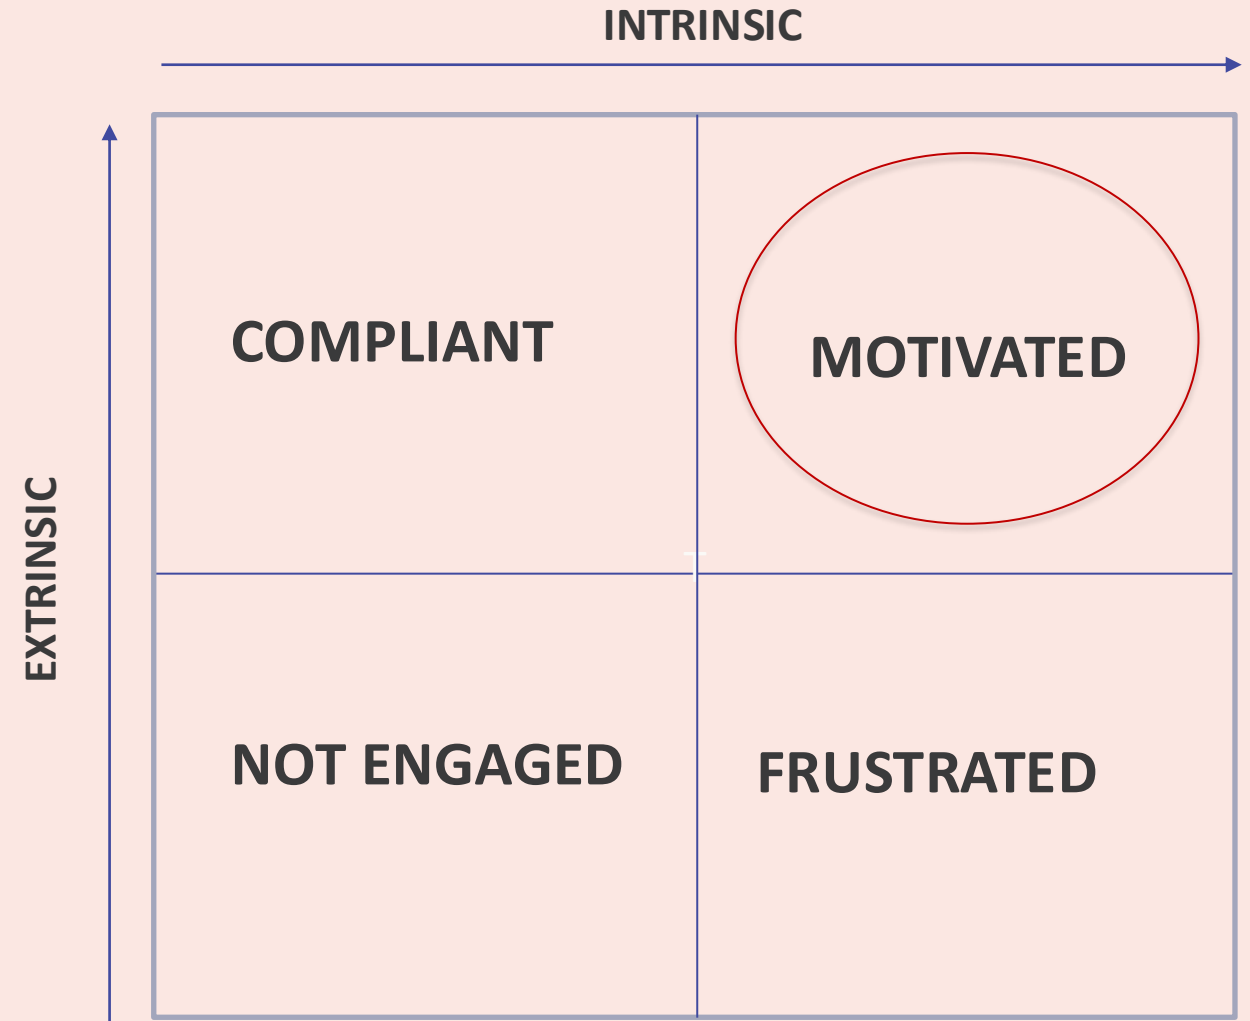 INTRINSIC
EXTRINSIC
COMPLIANT
MOTIVATED
T
NOT ENGAGED
FRUSTRATED